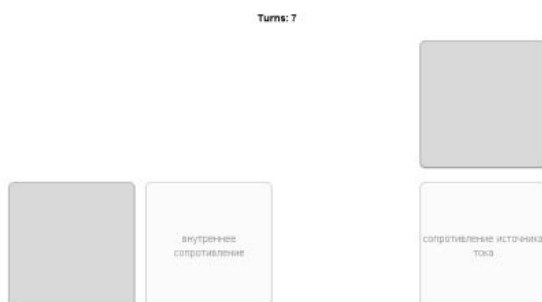 Turns: 7
внутреннее
сопротивление
сопротивление источника
тока